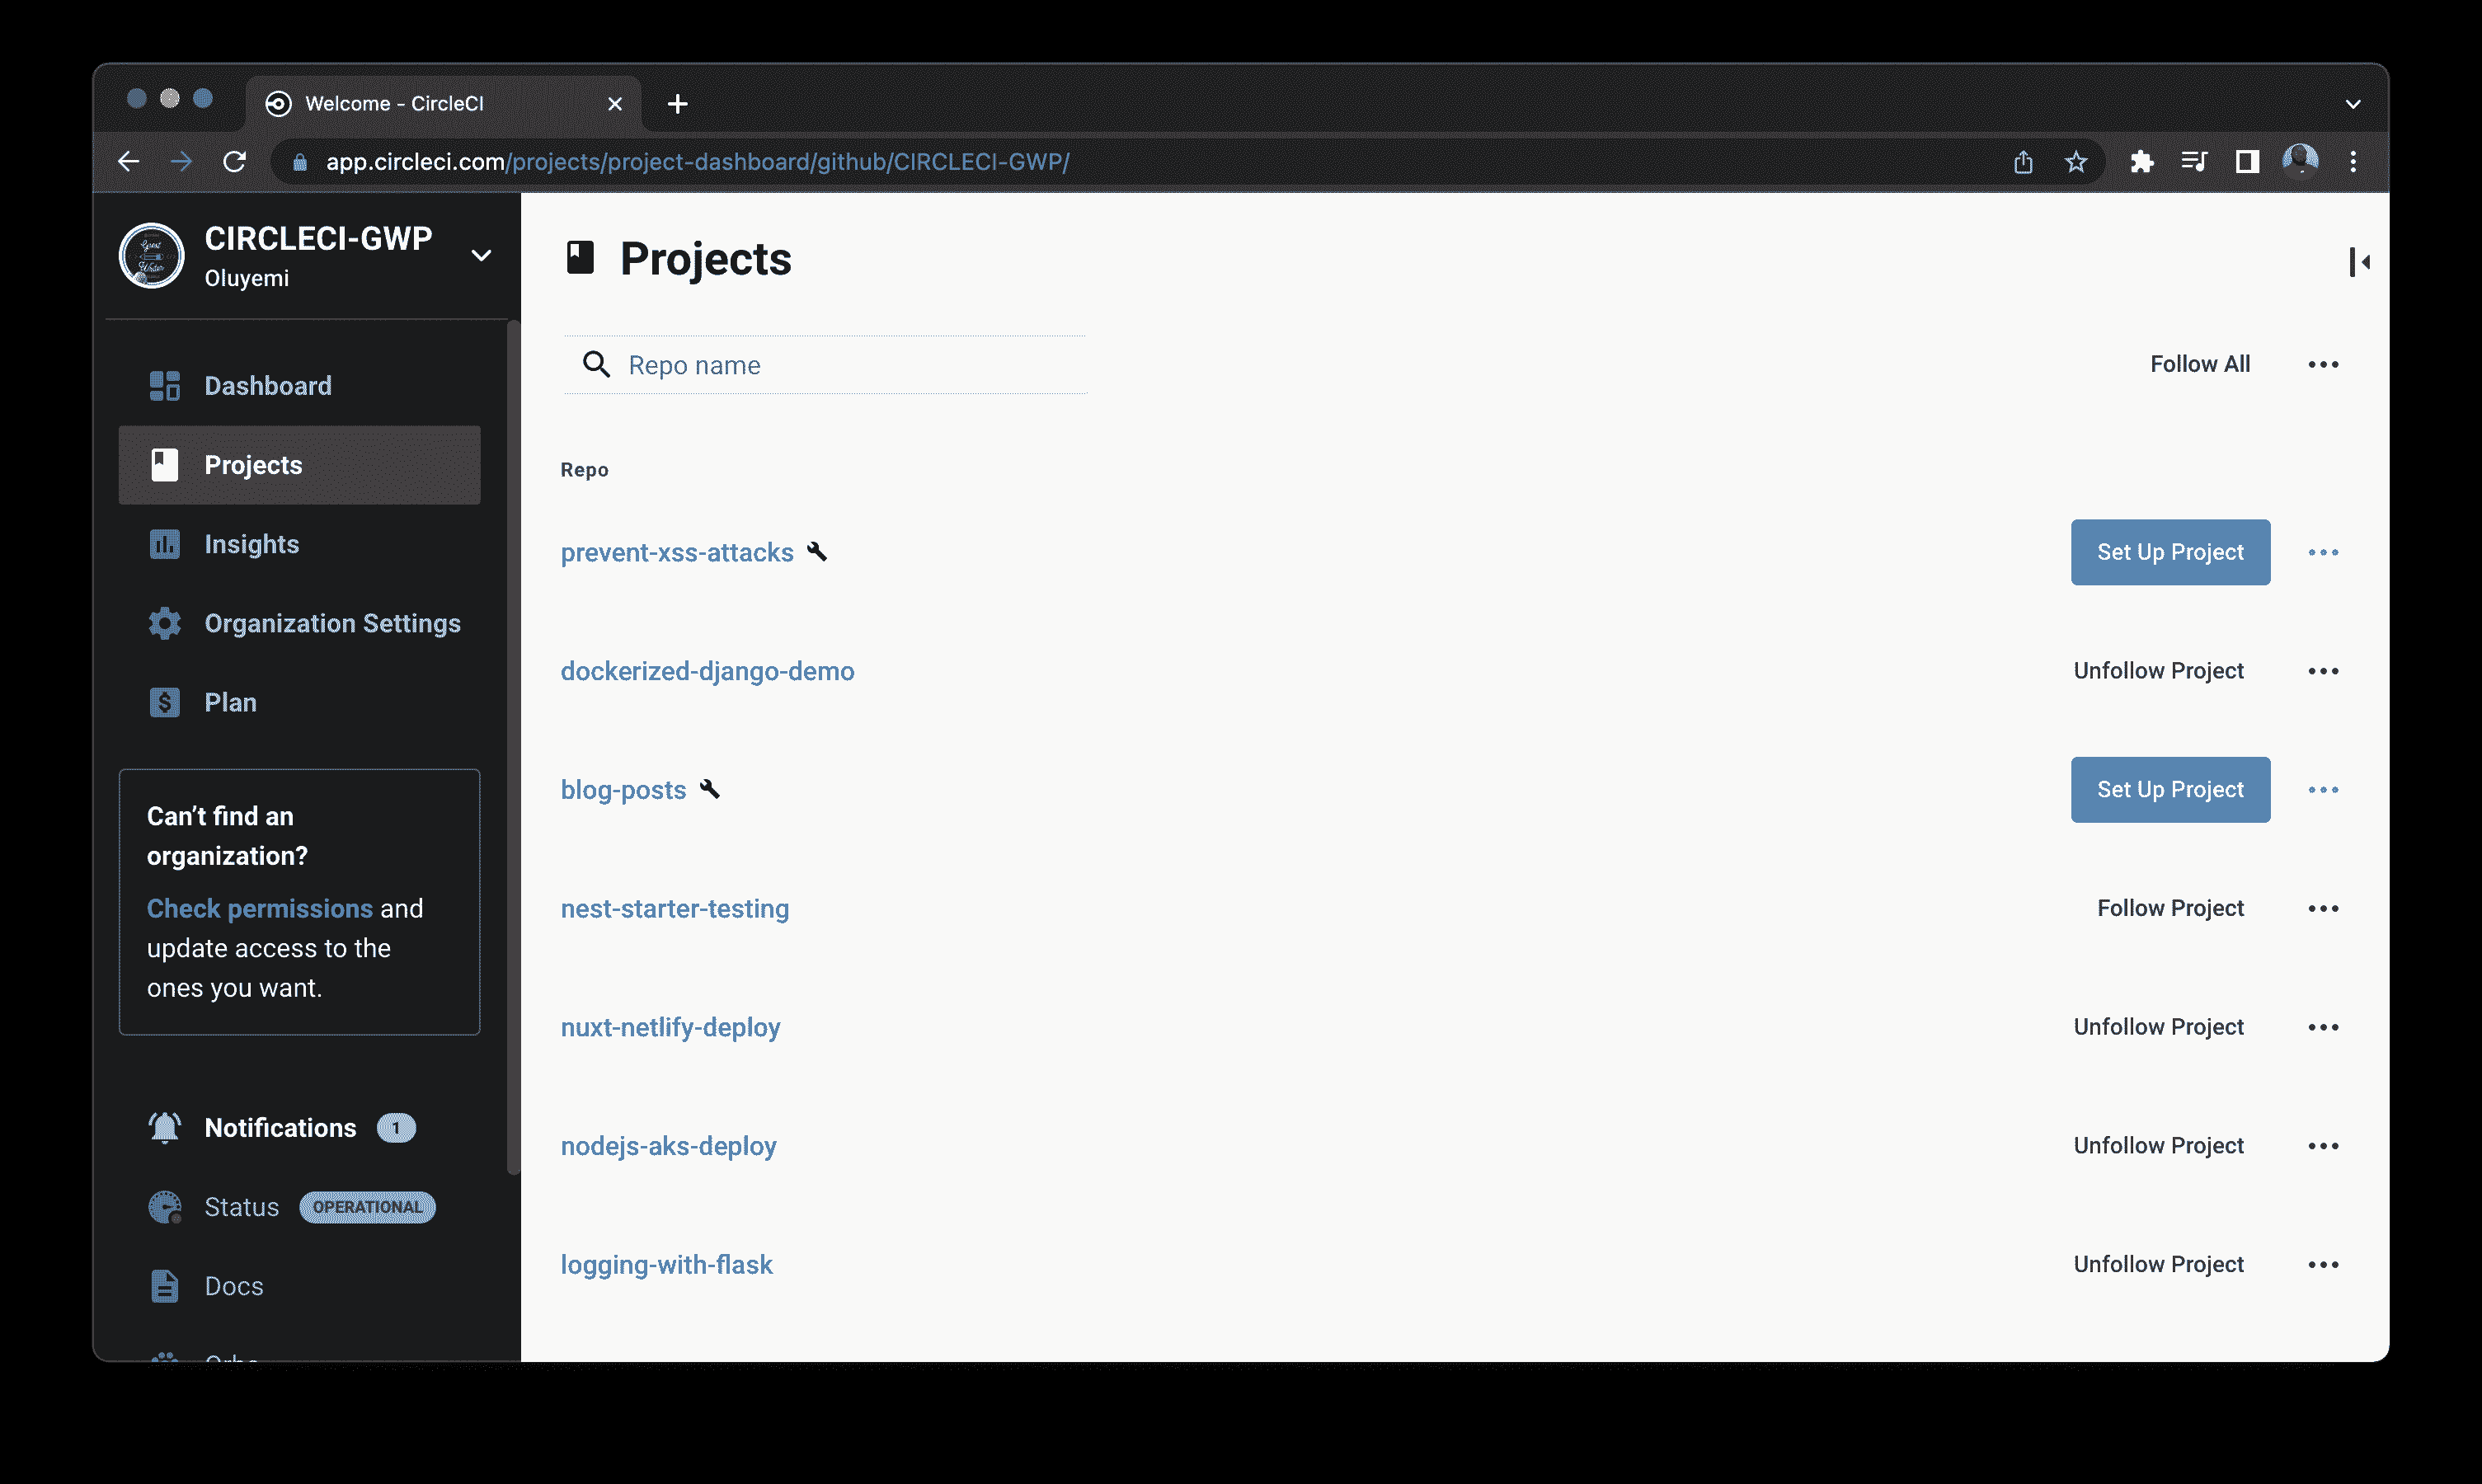 Welcome - CircleCI
app.circleci.com/projects/project-dashboard/github/CIRCLECI-GWP/
CIRCLECI-GWP
Oluyemi
Dashboard
Projects
Insights
Organization Settings
Plan
Can’t find an
organization?
Check permissions and
update access to the
ones you want.
Notifications 1
Status OPERATIONAL
Docs
Projects
Repo name
Follow All
Repo
prevent-xss-attacks Set Up Project
dockerized-django-demo Unfollow Project
blog-posts Set Up Project
nest-starter-testing Follow Project
nuxt-netlify-deploy Unfollow Project
nodejs-aks-deploy Unfollow Project
logging-with-flask Unfollow Project